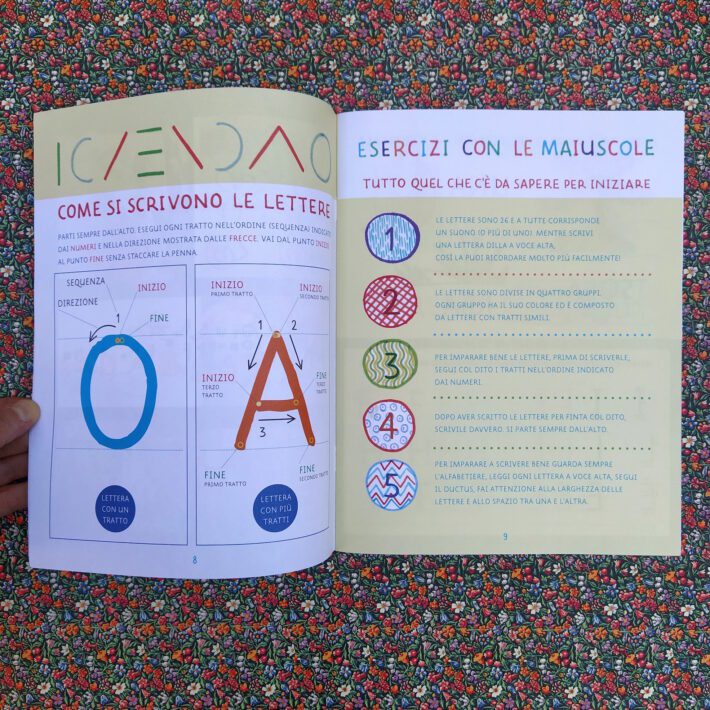 COME SI SCRIVONO LE LETTERE
PARTI SEMPRE DALL'ALTO. ESEGUI OGNI TRATTO NELL'ORDINE (SEQUENZA) INDICATO
DAI NUMERI E NELLA DIREZIONE MOSTRATA DALLE FRECCE. VAI DAL PUNTO INIZIO
AL PUNTO FINE SENZA STACCARE LA PENNA.
SEQUENZA
INIZIO
DIREZIONE
1
FINE
O
LETTERA
CON UN
TRATTO
INIZIO
PRIMO TRATTO
INIZIO
SECONDO TRATTO
1
2
INIZIO
TERZO
TRATTO
FINE
TERZO
TRATTO
A
3
FINE
PRIMO TRATTO
FINE
SECONDO TRATTO
LETTERA
CON PIÙ
TRATTI
8
ESERCIZI CON LE MAIUSCOLE
TUTTO QUEL CHE C'È DA SAPERE PER INIZIARE
1
LE LETTERE SONO 26 E A TUTTE CORRISPONDE
UN SUONO (O PIÙ DI UNO). MENTRE SCRIVI
UNA LETTERA DILLA A VOCE ALTA,
COSÌ LA PUOI RICORDARE MOLTO PIÙ FACILMENTE!
2
LE LETTERE SONO DIVISE IN QUATTRO GRUPPI.
OGNI GRUPPO HA IL SUO COLORE ED È COMPOSTO
DA LETTERE CON TRATTI SIMILI.
3
PER IMPARARE BENE LE LETTERE, PRIMA DI SCRIVERLE,
SEGUI COL DITO I TRATTI NELL'ORDINE INDICATO
DAI NUMERI.
4
DOPO AVER SCRITTO LE LETTERE PER FINTA COL DITO,
SCRIVILE DAVVERO. SI PARTE SEMPRE DALL'ALTO.
5
PER IMPARARE A SCRIVERE BENE GUARDA SEMPRE
L'ALFABETIERE, LEGGI OGNI LETTERA A VOCE ALTA, SEGUI
IL DUCTUS, FAI ATTENZIONE ALLA LARGHEZZA DELLE
LETTERE E ALLO SPAZIO TRA UNA E L'ALTRA.
9